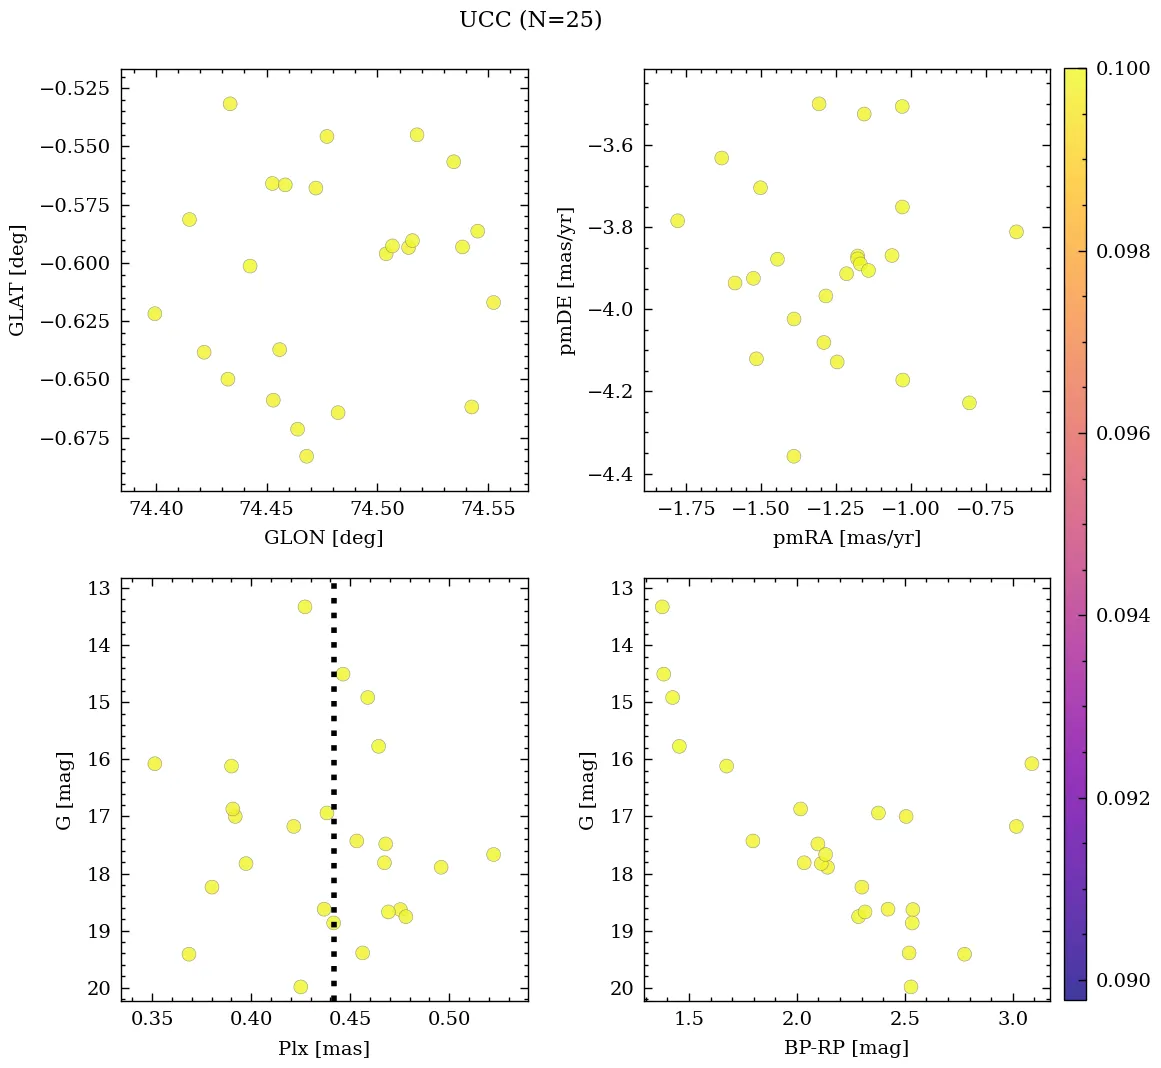 UCC (N=25)
−0.525
−0.550
−0.575
−0.600
−0.625
−0.650
−0.675
GLAT [deg]
74.40 74.45 74.50 74.55
GLON [deg]
−3.6
−3.8
−4.0
−4.2
−4.4
pmDE [mas/yr]
−1.75 −1.50 −1.25 −1.00 −0.75
pmRA [mas/yr]
13
14
15
16
17
18
19
20
G [mag]
0.35 0.40 0.45 0.50
Plx [mas]
13
14
15
16
17
18
19
20
G [mag]
1.5 2.0 2.5 3.0
BP-RP [mag]
0.100
0.098
0.096
0.094
0.092
0.090